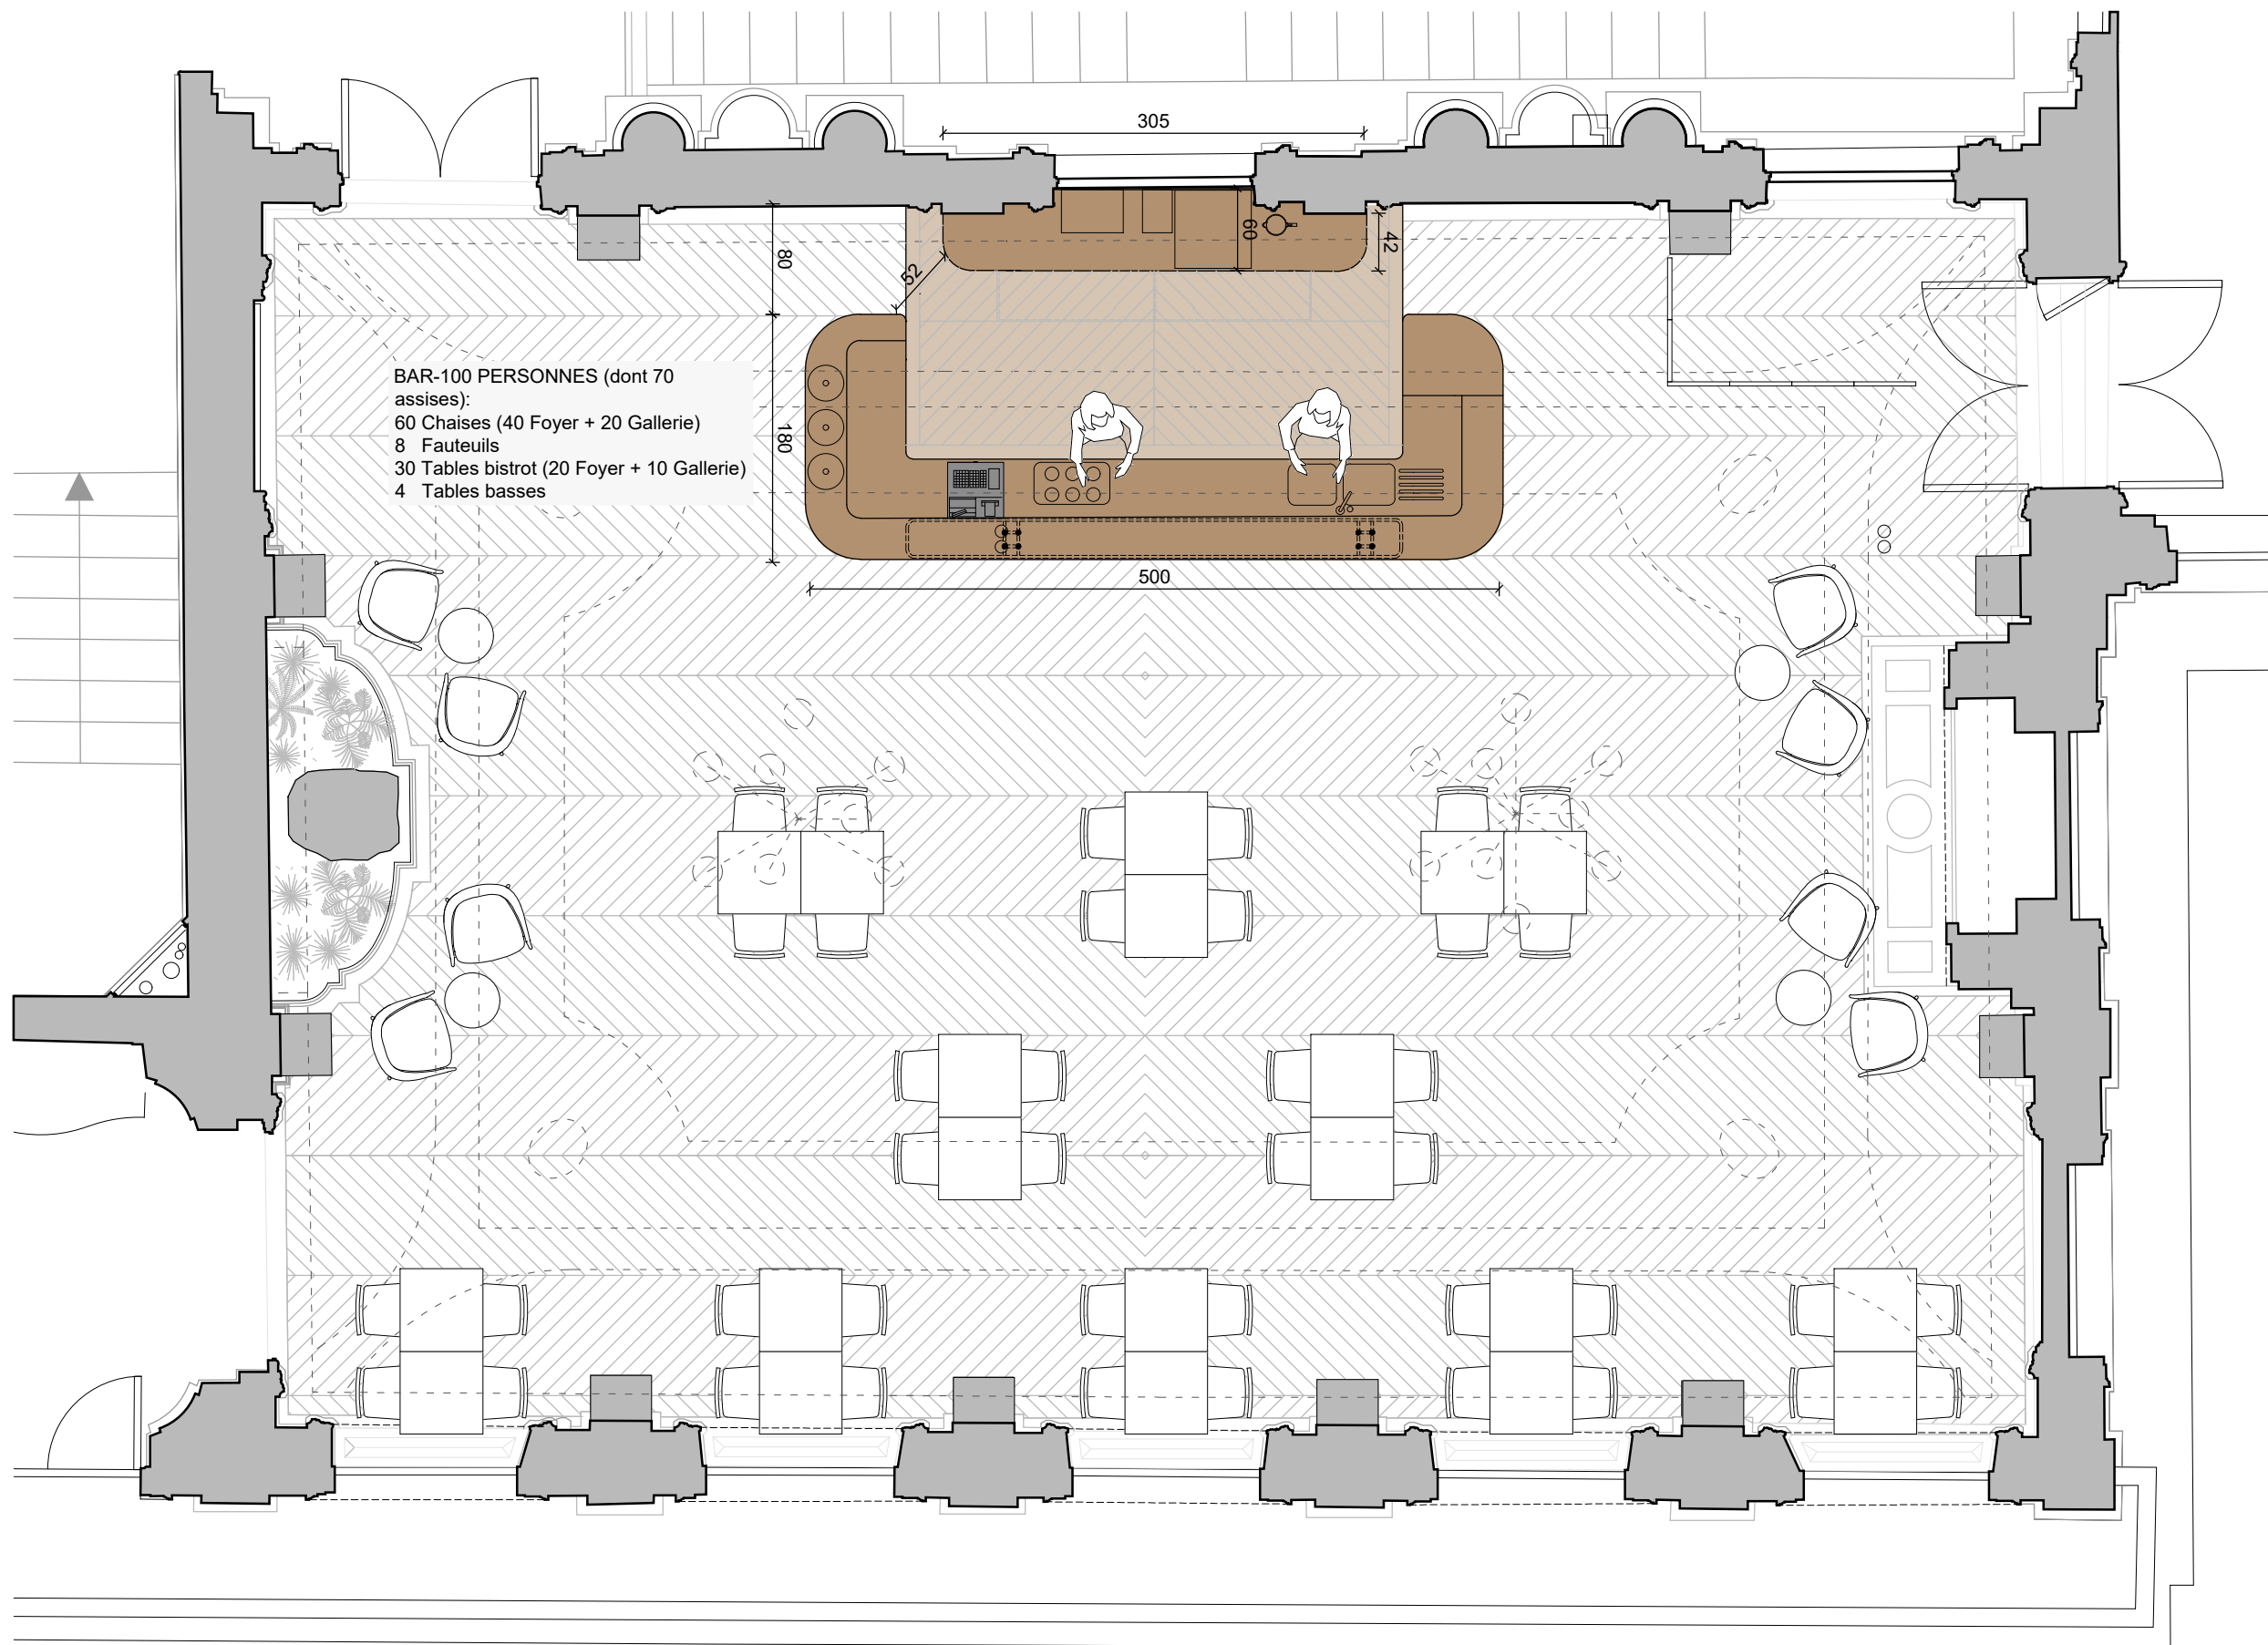 305
60
42
80
52
BAR-100 PERSONNES (dont 70
assises):
60 Chaises (40 Foyer + 20 Gallerie)
8 Fauteuils
30 Tables bistrot (20 Foyer + 10 Gallerie)
4 Tables basses
180
500